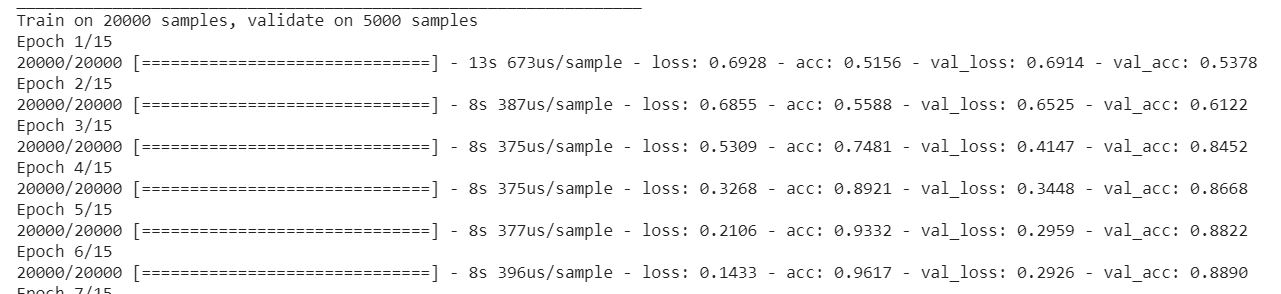 _________________________________________________________________
Train on 20000 samples, validate on 5000 samples
Epoch 1/15
20000/20000 [==============================] - 13s 673us/sample - loss: 0.6928 - acc: 0.5156 - val_loss: 0.6914 - val_acc: 0.5378
Epoch 2/15
20000/20000 [==============================] - 8s 387us/sample - loss: 0.6855 - acc: 0.5588 - val_loss: 0.6525 - val_acc: 0.6122
Epoch 3/15
20000/20000 [==============================] - 8s 375us/sample - loss: 0.5309 - acc: 0.7481 - val_loss: 0.4147 - val_acc: 0.8452
Epoch 4/15
20000/20000 [==============================] - 8s 375us/sample - loss: 0.3268 - acc: 0.8921 - val_loss: 0.3448 - val_acc: 0.8668
Epoch 5/15
20000/20000 [==============================] - 8s 377us/sample - loss: 0.2106 - acc: 0.9332 - val_loss: 0.2959 - val_acc: 0.8822
Epoch 6/15
20000/20000 [==============================] - 8s 396us/sample - loss: 0.1433 - acc: 0.9617 - val_loss: 0.2926 - val_acc: 0.8890
Epoch 7/15